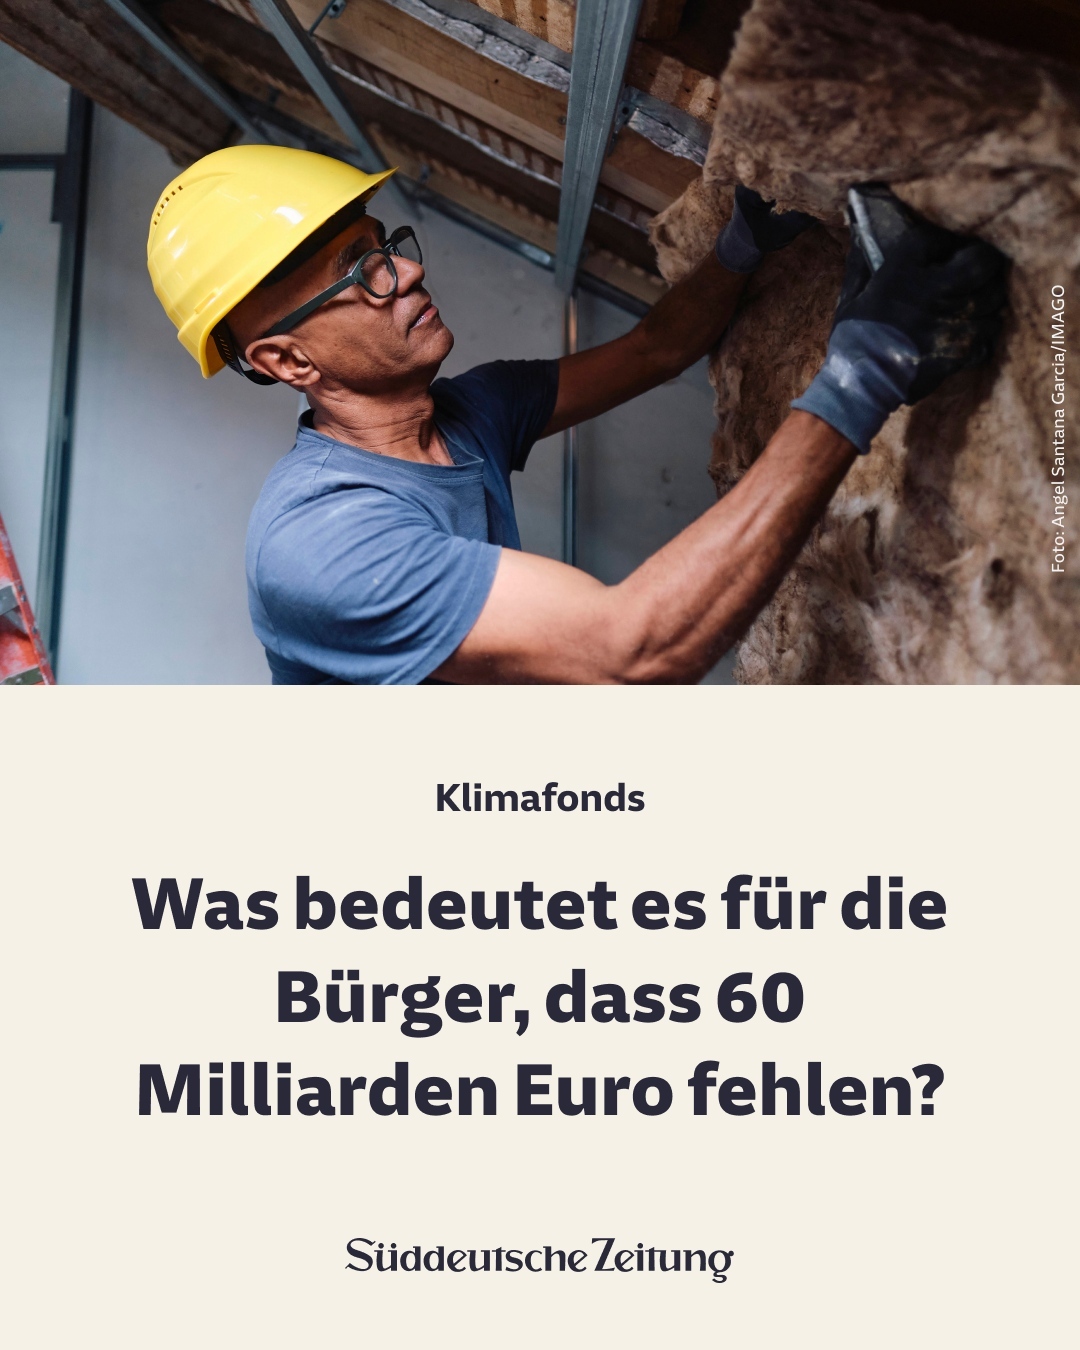 Foto: Angel Santana Garcia/IMAGO
Klimafonds
Was bedeutet es für die
Bürger, dass 60
Milliarden Euro fehlen?
Süddeutsche Zeitung